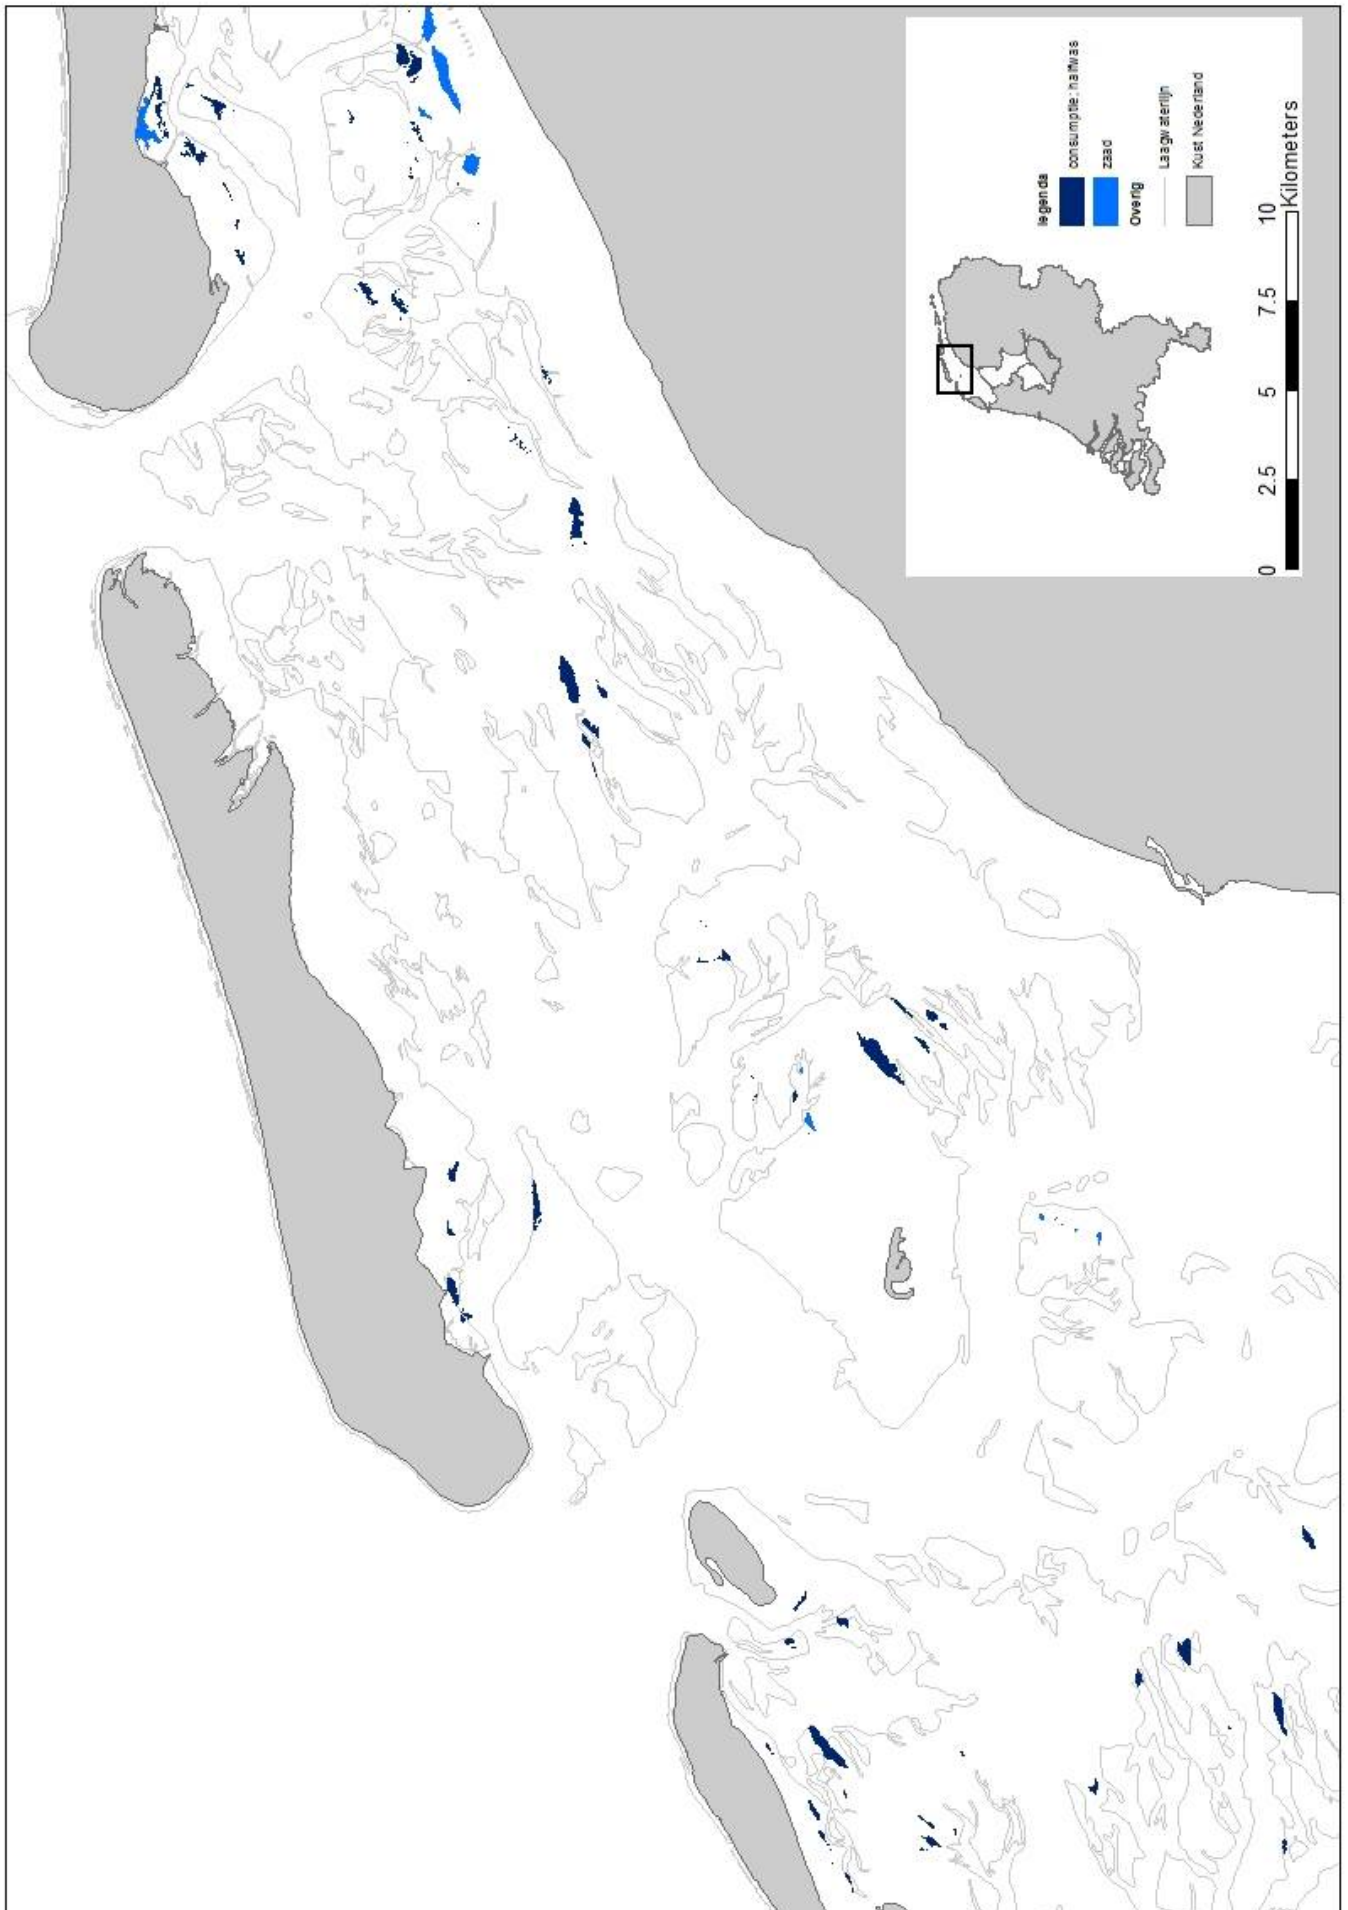 legenda
consumptie; halfwas
zaad
Overig
Laagwaterlijn
Kust Nederland
0 2.5 5 7.5 10
Kilometers